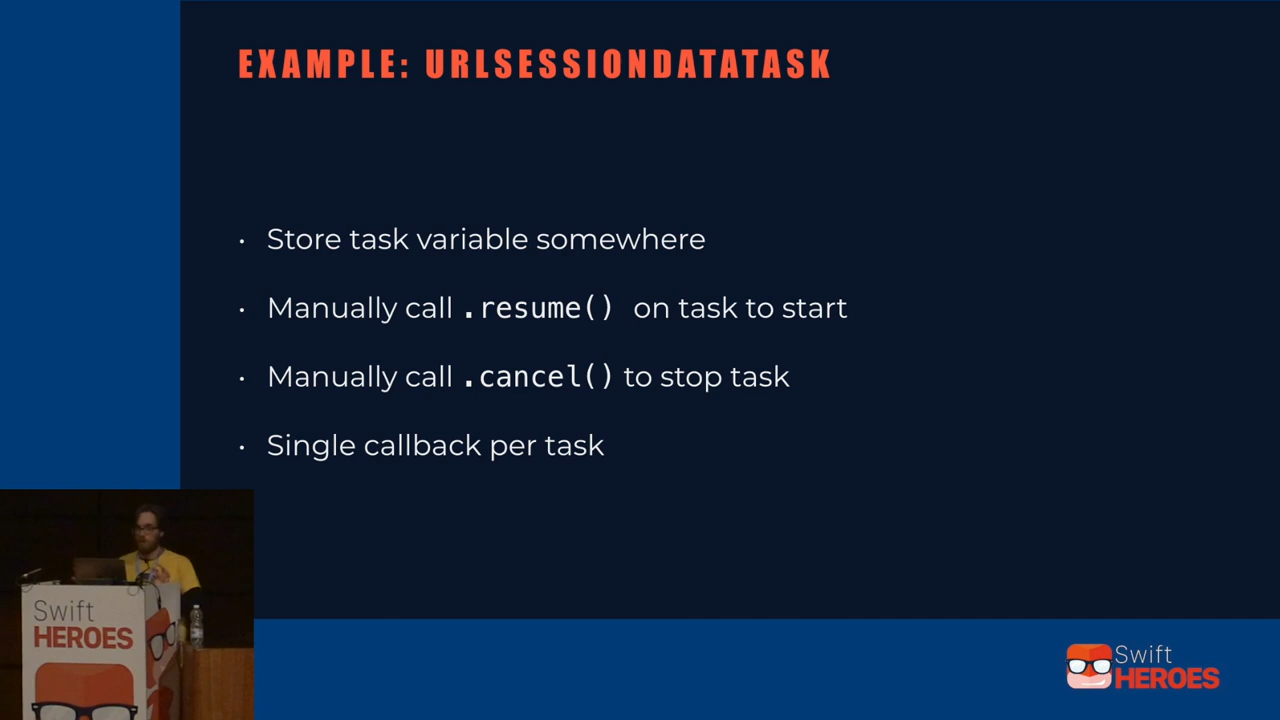 EXAMPLE: URLSESSIONDATATASK
• Store task variable somewhere
• Manually call .resume() on task to start
• Manually call .cancel() to stop task
• Single callback per task
Swift
HEROES
Swift
HEROES